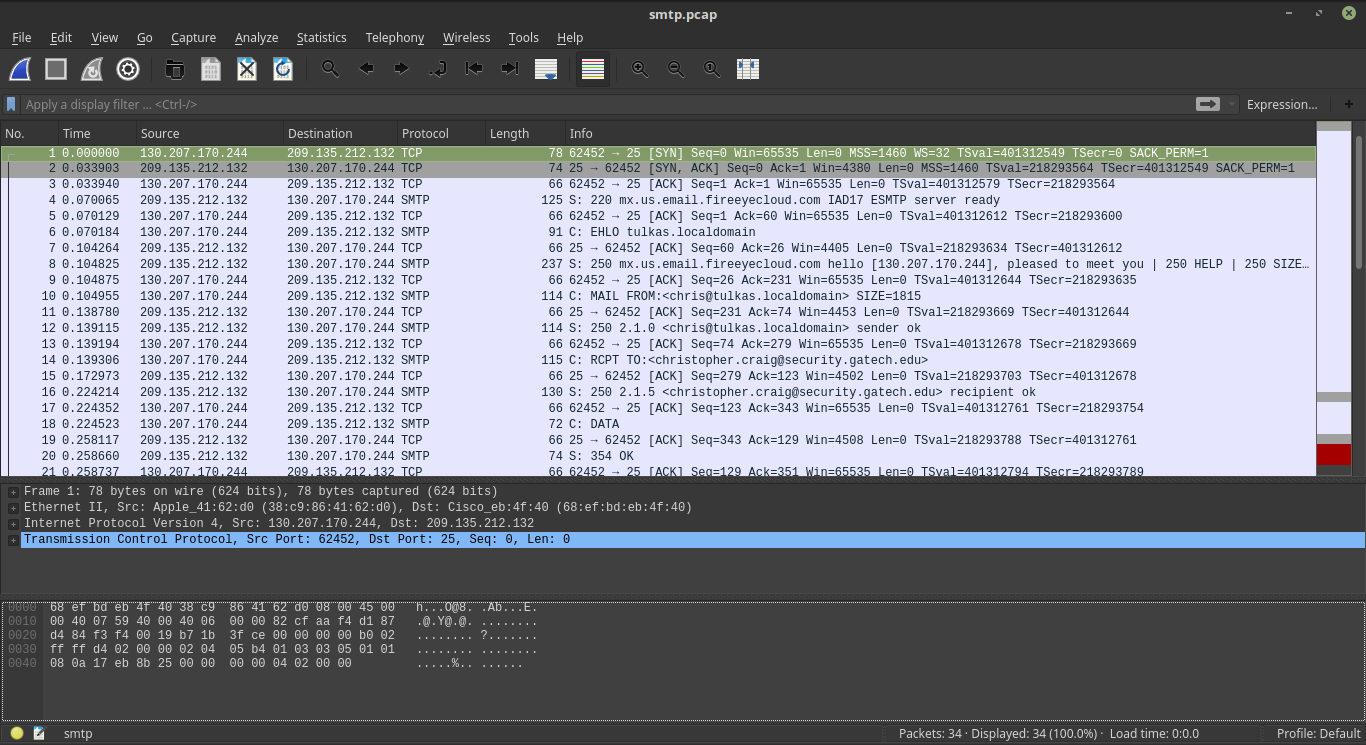 smtp.pcap
File Edit View Go Capture Analyze Statistics Telephony Wireless Tools Help
Apply a display filter ... <Ctrl-/> Expression... +
No. Time Source Destination Protocol Length Info
1 0.000000 130.207.170.244 209.135.212.132 TCP 78 62452 → 25 [SYN] Seq=0 Win=65535 Len=0 MSS=1460 WS=32 TSval=401312549 TSecr=0 SACK_PERM=1
2 0.033903 209.135.212.132 130.207.170.244 TCP 74 25 → 62452 [SYN, ACK] Seq=0 Ack=1 Win=4380 Len=0 MSS=1460 TSval=218293564 TSecr=401312549 SACK_PERM=1
3 0.033940 130.207.170.244 209.135.212.132 TCP 66 62452 → 25 [ACK] Seq=1 Ack=1 Win=65535 Len=0 TSval=401312579 TSecr=218293564
4 0.070065 209.135.212.132 130.207.170.244 SMTP 125 S: 220 mx.us.email.fireeyecloud.com IAD17 ESMTP server ready
5 0.070129 130.207.170.244 209.135.212.132 TCP 66 62452 → 25 [ACK] Seq=1 Ack=60 Win=65535 Len=0 TSval=401312612 TSecr=218293600
6 0.070184 130.207.170.244 209.135.212.132 SMTP 91 C: EHLO tulkas.localdomain
7 0.104264 209.135.212.132 130.207.170.244 TCP 66 25 → 62452 [ACK] Seq=60 Ack=26 Win=4405 Len=0 TSval=218293634 TSecr=401312612
8 0.104825 209.135.212.132 130.207.170.244 SMTP 237 S: 250 mx.us.email.fireeyecloud.com hello [130.207.170.244], pleased to meet you | 250 HELP | 250 SIZE…
9 0.104875 130.207.170.244 209.135.212.132 TCP 66 62452 → 25 [ACK] Seq=26 Ack=231 Win=65535 Len=0 TSval=401312644 TSecr=218293635
10 0.104955 130.207.170.244 209.135.212.132 SMTP 114 C: MAIL FROM:<chris@tulkas.localdomain> SIZE=1815
11 0.138780 209.135.212.132 130.207.170.244 TCP 66 25 → 62452 [ACK] Seq=231 Ack=74 Win=4453 Len=0 TSval=218293669 TSecr=401312644
12 0.139115 209.135.212.132 130.207.170.244 SMTP 114 S: 250 2.1.0 <chris@tulkas.localdomain> sender ok
13 0.139194 130.207.170.244 209.135.212.132 TCP 66 62452 → 25 [ACK] Seq=74 Ack=279 Win=65535 Len=0 TSval=401312678 TSecr=218293669
14 0.139306 130.207.170.244 209.135.212.132 SMTP 115 C: RCPT TO:<christopher.craig@security.gatech.edu>
15 0.172973 209.135.212.132 130.207.170.244 TCP 66 25 → 62452 [ACK] Seq=279 Ack=123 Win=4502 Len=0 TSval=218293703 TSecr=401312678
16 0.224214 209.135.212.132 130.207.170.244 SMTP 130 S: 250 2.1.5 <christopher.craig@security.gatech.edu> recipient ok
17 0.224352 130.207.170.244 209.135.212.132 TCP 66 62452 → 25 [ACK] Seq=123 Ack=343 Win=65535 Len=0 TSval=401312761 TSecr=218293754
18 0.224523 130.207.170.244 209.135.212.132 SMTP 72 C: DATA
19 0.258117 209.135.212.132 130.207.170.244 TCP 66 25 → 62452 [ACK] Seq=343 Ack=129 Win=4508 Len=0 TSval=218293788 TSecr=401312761
20 0.258660 209.135.212.132 130.207.170.244 SMTP 74 S: 354 OK
21 0.258737 130.207.170.244 209.135.212.132 TCP 66 62452 → 25 [ACK] Seq=129 Ack=351 Win=65535 Len=0 TSval=401312794 TSecr=218293789
Frame 1: 78 bytes on wire (624 bits), 78 bytes captured (624 bits)
Ethernet II, Src: Apple_41:62:d0 (38:c9:86:41:62:d0), Dst: Cisco_eb:4f:40 (68:ef:bd:eb:4f:40)
Internet Protocol Version 4, Src: 130.207.170.244, Dst: 209.135.212.132
Transmission Control Protocol, Src Port: 62452, Dst Port: 25, Seq: 0, Len: 0
0000 68 ef bd eb 4f 40 38 c9 86 41 62 d0 08 00 45 00 h...O@8. .Ab...E.
0010 00 40 07 59 40 00 40 06 00 00 82 cf aa f4 d1 87 .@.Y@.@. ........
0020 d4 84 f3 f4 00 19 b7 1b 3f ce 00 00 00 00 b0 02 ........ ?.......
0030 ff ff d4 02 00 00 02 04 05 b4 01 03 03 05 01 01 ........ ........
0040 08 0a 17 eb 8b 25 00 00 00 00 04 02 00 00 .....%.. ......
smtp Packets: 34 · Displayed: 34 (100.0%) · Load time: 0:0.0 Profile: Default